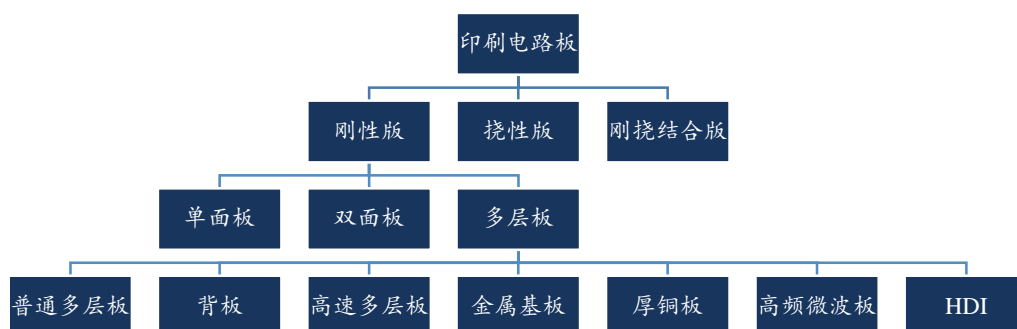 印刷电路板
刚性版
挠性版
刚挠结合版
单面板
双面板
多层板
普通多层板
背板
高速多层板
金属基板
厚铜板
高频微波板
HDI